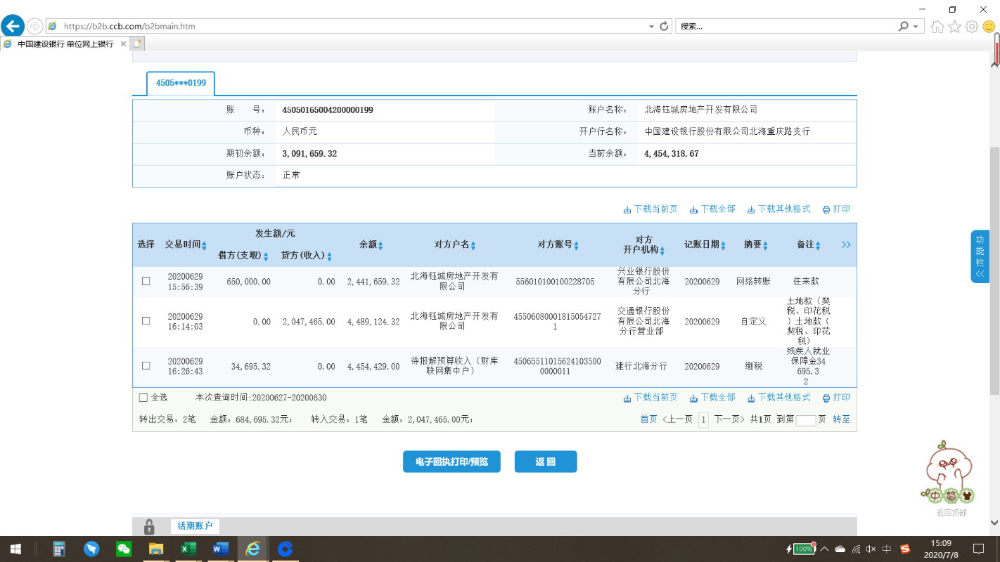 https://b2b.ccb.com/b2bmain.htm
搜索...
中国建设银行 单位网上银行
4505***0199
账 号： 45050165004200000199 账户名称： 北海钰城房地产开发有限公司
币种： 人民币元 开户行名称： 中国建设银行股份有限公司北海重庆路支行
期初余额： 3,091,659.32 当前余额： 4,454,318.67
账户状态： 正常
下载当前页 下载全部 下载其他格式 打印
选择 交易时间 发生额/元 余额 对方户名 对方账号 对方 记账日期 摘要 备注 >>
借方(支取) 贷方(收入) 开户机构
20200629 650,000.00 0.00 2,441,659.32 北海钰城房地产开发有 556010100100228705 兴业银行股份 20200629 网络转账 往来款
15:56:39 限公司 有限公司北海
分行
20200629 0.00 2,047,465.00 4,489,124.32 北海钰城房地产开发有 45506080001815054727 交通银行股份 20200629 自定义 土地款（契
16:14:03 限公司 1 有限公司北海 税、印花税
分行营业部 ）土地款（
契税、印花
税）
20200629 34,695.32 0.00 4,454,429.00 待报解预算收入（财库 45065511015624103500 建行北海分行 20200629 缴税 残疾人就业
16:26:43 联网集中户） 0000011 保障金34
695.3
2
全选 本次查询时间:20200627-20200630 下载当前页 下载全部 下载其他格式 打印
转出交易：2笔 金额：684,695.32元； 转入交易：1笔 金额：2,047,465.00元； 首页 <上一页 1 下一页> 共1页 到第 页 转至
电子回执打印/预览 返 回
功
能
栏
<<
中 简
返回顶部
活期账户
100% 中 15:09
2020/7/8